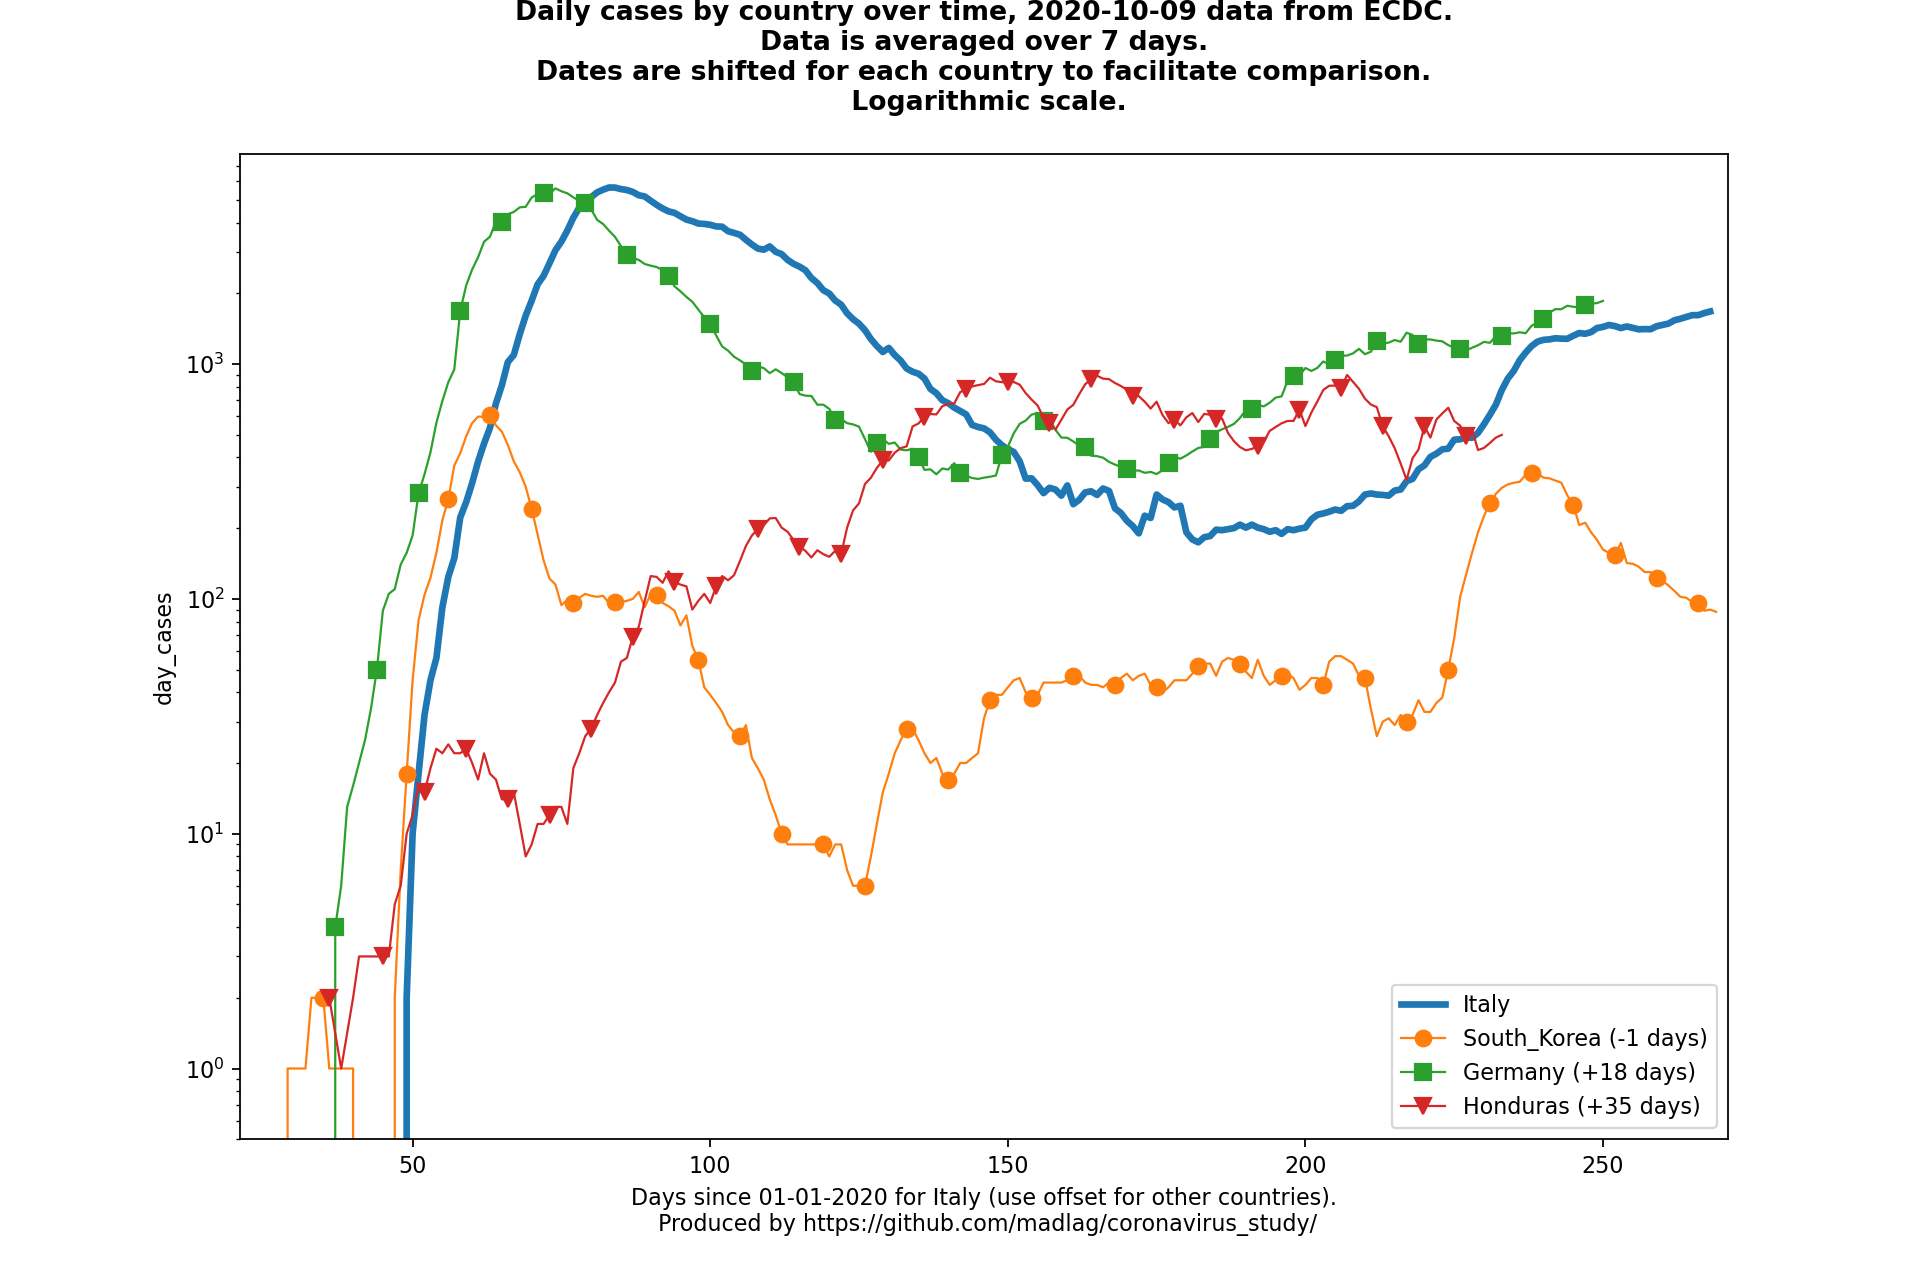 Daily cases by country over time, 2020-10-09 data from ECDC.
Data is averaged over 7 days.
Dates are shifted for each country to facilitate comparison.
Logarithmic scale.
10³
10²
10¹
10⁰
day_cases
50 100 150 200 250
Days since 01-01-2020 for Italy (use offset for other countries).
Produced by https://github.com/madlag/coronavirus_study/
Italy
South_Korea (-1 days)
Germany (+18 days)
Honduras (+35 days)